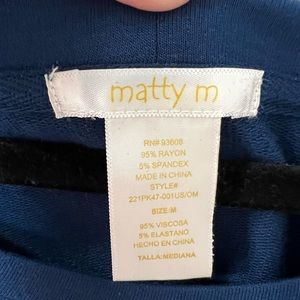 matty m
RN# 93608
95% RAYON
5% SPANDEX
MADE IN CHINA
STYLE#
221PK47-001US/OM
SIZE: M
95% VISCOSA
5% ELASTANO
HECHO EN CHINA
TALLA: MEDIANA